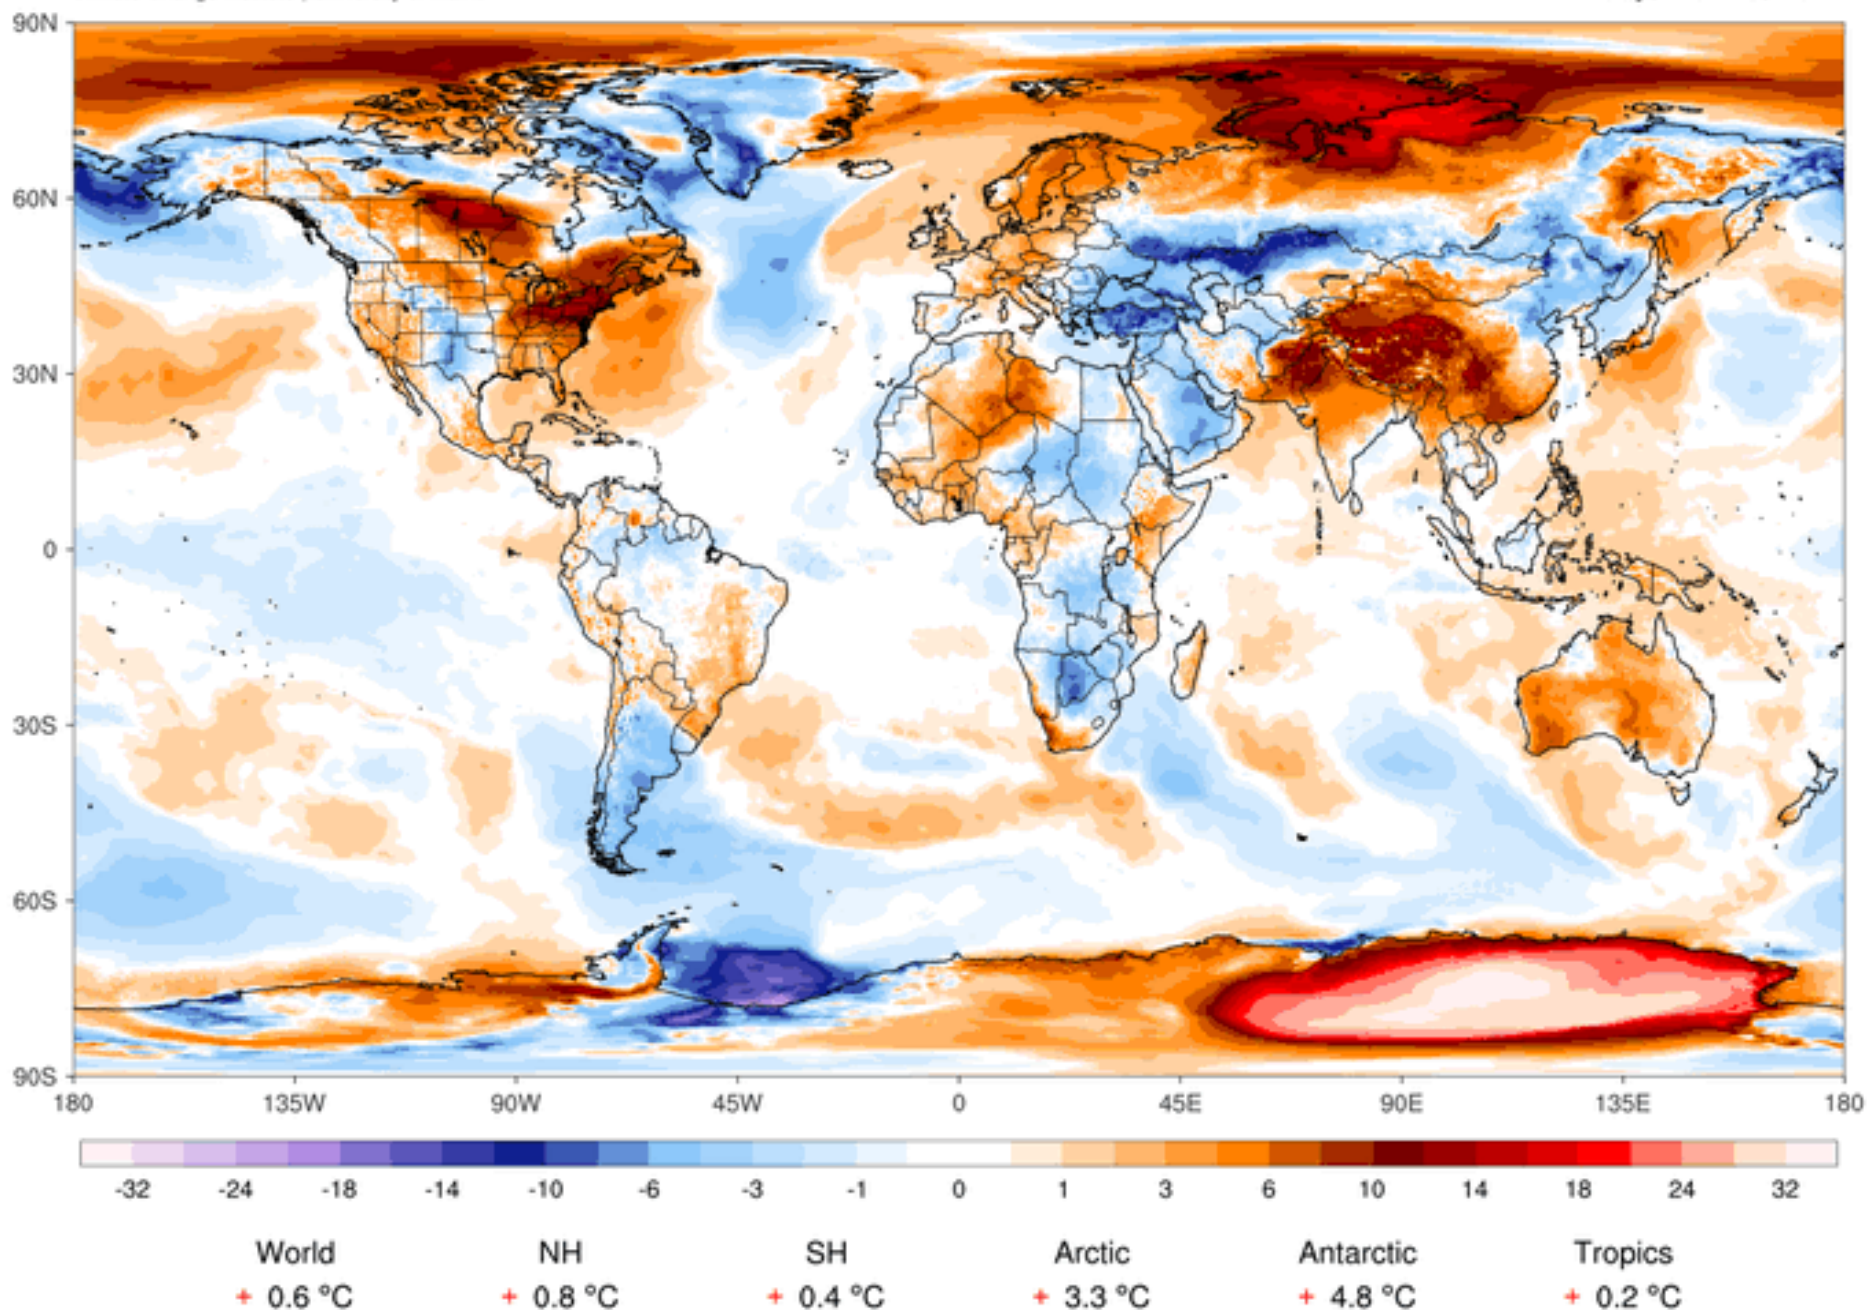 90N
60N
30N
0
30S
60S
90S
180 135W 90W 45W 0 45E 90E 135E 180
-32 -24 -18 -14 -10 -6 -3 -1 0 1 3 6 10 14 18 24 32
World NH SH Arctic Antarctic Tropics
+ 0.6 °C + 0.8 °C + 0.4 °C + 3.3 °C + 4.8 °C + 0.2 °C